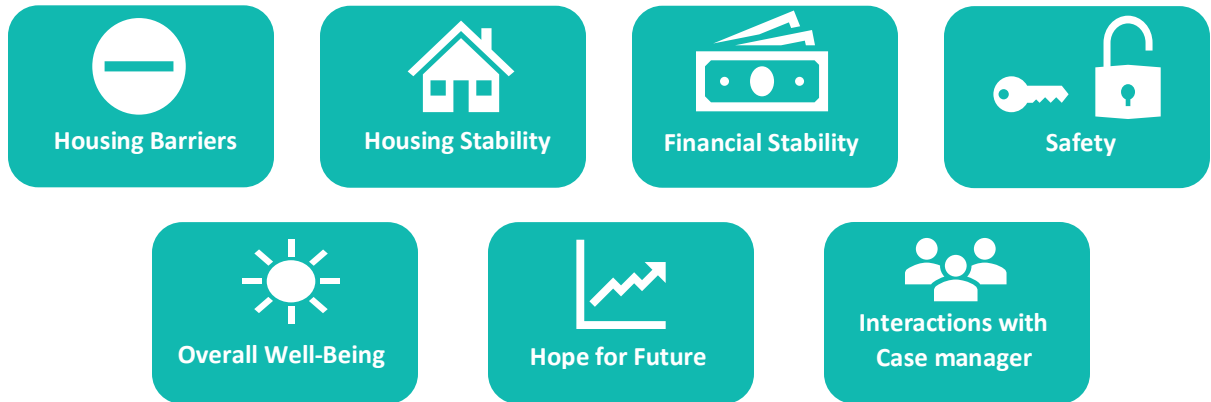 Housing Barriers
Housing Stability
Financial Stability
Safety
Overall Well-Being
Hope for Future
Interactions with
Case manager